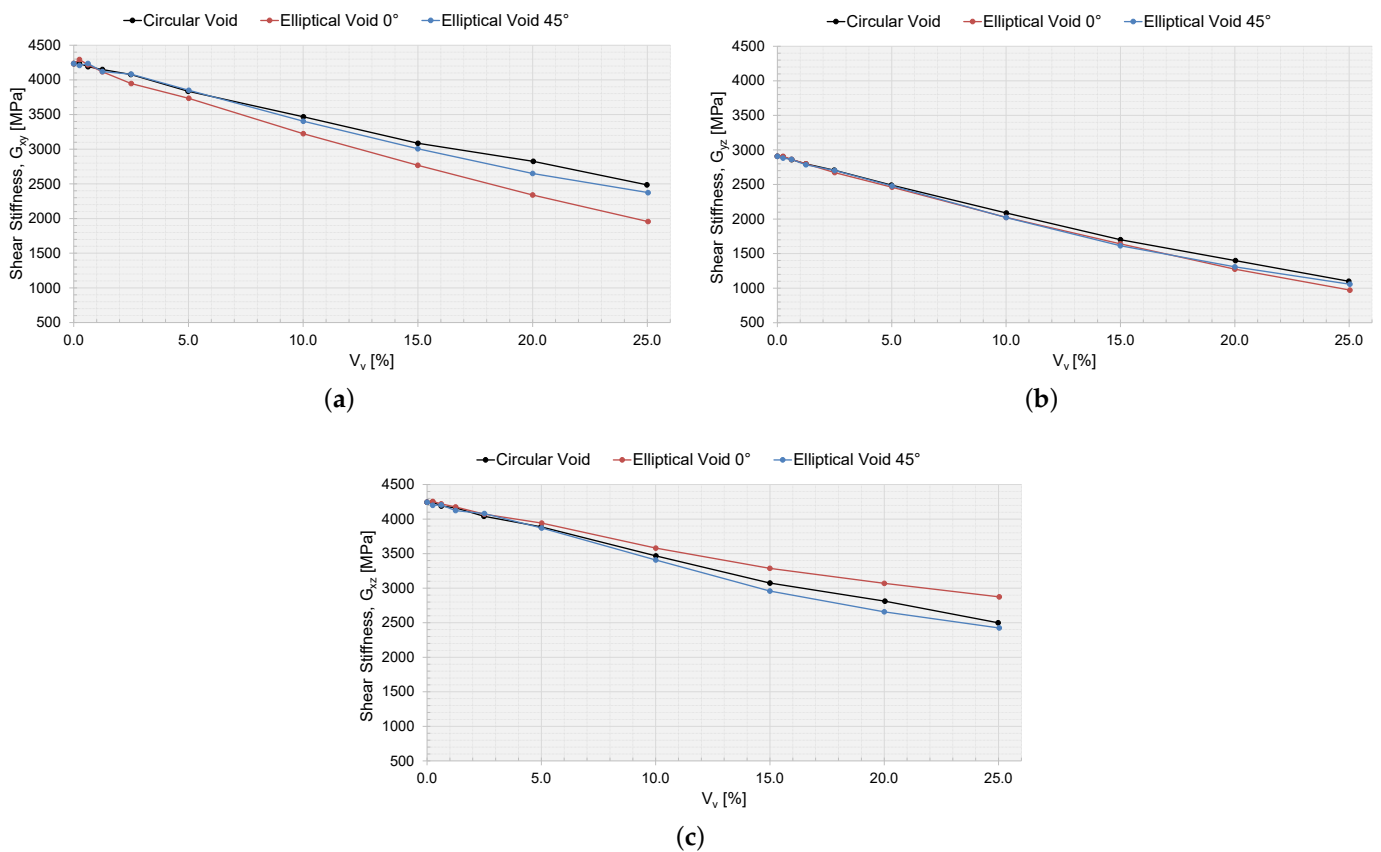 Circular Void Elliptical Void 0° Elliptical Void 45°
4500
4000
3500
3000
2500
2000
1500
1000
500
Shear Stiffness, Gxy [MPa]
0.0 5.0 10.0 15.0 20.0 25.0
Vv [%]
(a)
Circular Void Elliptical Void 0° Elliptical Void 45°
4500
4000
3500
3000
2500
2000
1500
1000
500
Shear Stiffness, Gyz [MPa]
0.0 5.0 10.0 15.0 20.0 25.0
Vv [%]
(b)
Circular Void Elliptical Void 0° Elliptical Void 45°
4500
4000
3500
3000
2500
2000
1500
1000
500
Shear Stiffness, Gxz [MPa]
0.0 5.0 10.0 15.0 20.0 25.0
Vv [%]
(c)